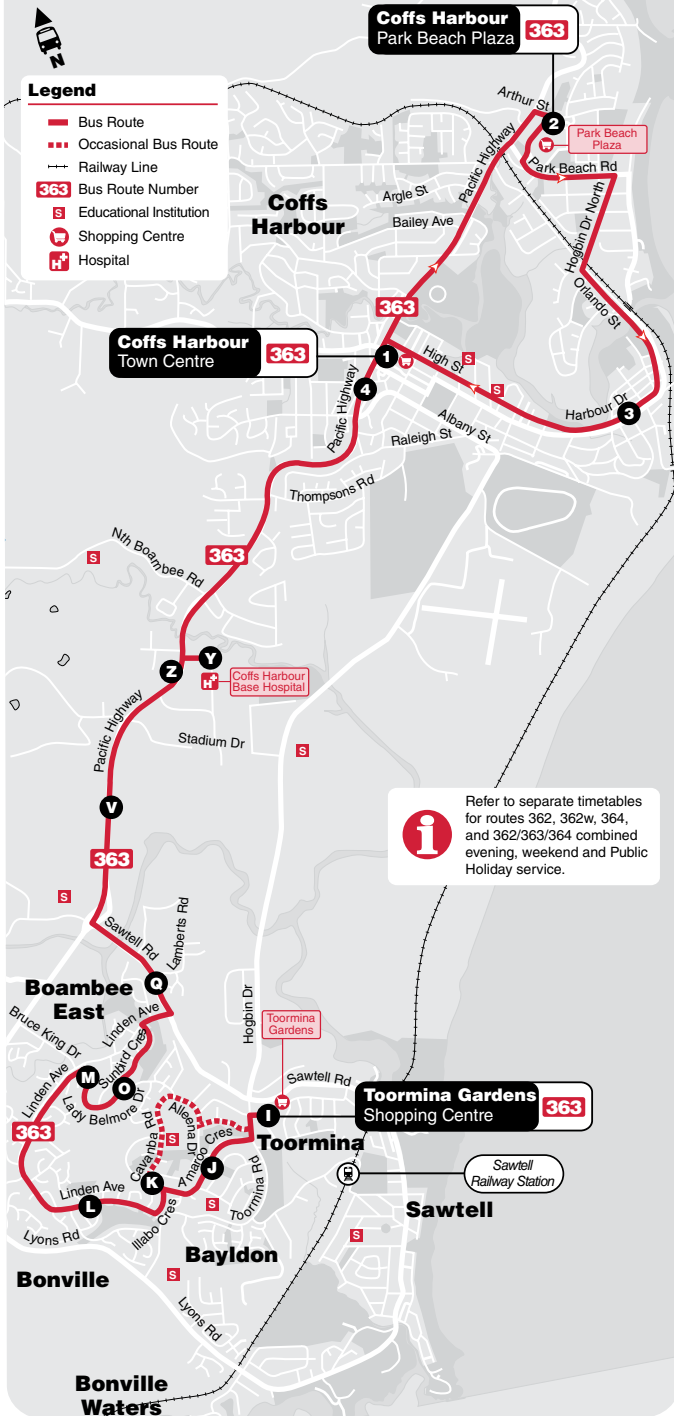 N
Legend
Bus Route
Occasional Bus Route
Railway Line
363 Bus Route Number
S Educational Institution
Shopping Centre
H+ Hospital
Coffs Harbour
Park Beach Plaza
363
Arthur St
2
Park Beach
Plaza
Park Beach Rd
Pacific Highway
Argle St
Bailey Ave
Coffs
Harbour
Hogbin Dr North
Orlando St
363
Coffs Harbour
Town Centre
363
1
High St
S
S
4
Pacific Highway
Harbour Dr
3
Albany St
Raleigh St
Thompsons Rd
363
Nth Boambee Rd
S
Z
Y
H+
Coffs Harbour
Base Hospital
Pacific Highway
Stadium Dr
S
V
363
i
Refer to separate timetables
for routes 362, 362w, 364,
and 362/363/364 combined
evening, weekend and Public
Holiday service.
S
Sawtell Rd
Lamberts Rd
Q
Boambee
East
Hogbin Dr
Bruce King Dr
Linden Ave
Sunbird Cres
Toormina
Gardens
Sawtell Rd
Linden Ave
M
O
Lady Belmore Dr
363
Toormina Gardens
Shopping Centre
363
I
Toormina
Aileena Dr
Cavanba Rd
S
Amaroo Cres
J
K
Toormina Rd
Sawtell
Railway Station
Linden Ave
L
Illabo Cres
S
Sawtell
S
Lyons Rd
Bayldon
Bonville
S
Lyons Rd
Bonville
Waters